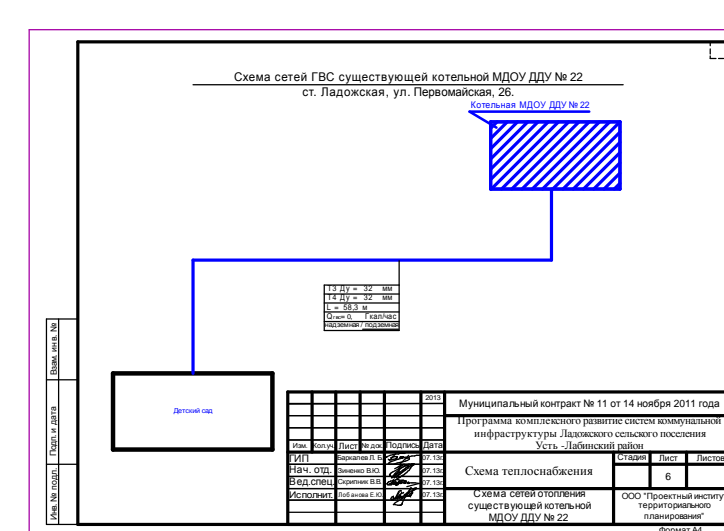 Схема сетей ГВС существующей котельной МДОУ ДДУ № 22
ст. Ладожская, ул. Первомайская, 26.
Котельная МДОУ ДДУ № 22
Т3 Ду = 32 мм
Т4 Ду = 32 мм
L = 58,3 м
Qгвс= 0, Гкал/час
надземная / подземная
Детский сад
Взам. инв. №
Подп. и дата
Инв. № подл.
2013
Муниципальный контракт № 11 от 14 ноября 2011 года
Программа комплексного развитие систем коммунальной
инфраструктуры Ладожского сельского поселения
Усть -Лабинский район
Изм. Кол.уч. Лист № док. Подпись Дата
ГИП Баркалев Л. Б. 07.13г
Нач. отд. Зиненко В.Ю. 07.13г
Вед.спец. Скрипник В.В. 07.13г
Исполнит. Лобанова Е.Ю. 07.13г
Схема теплоснабжения
Стадия Лист Листов
6
Схема сетей отопления
существующей котельной
МДОУ ДДУ № 22
ООО "Проектный институ
территориального
планирования"
Формат А4